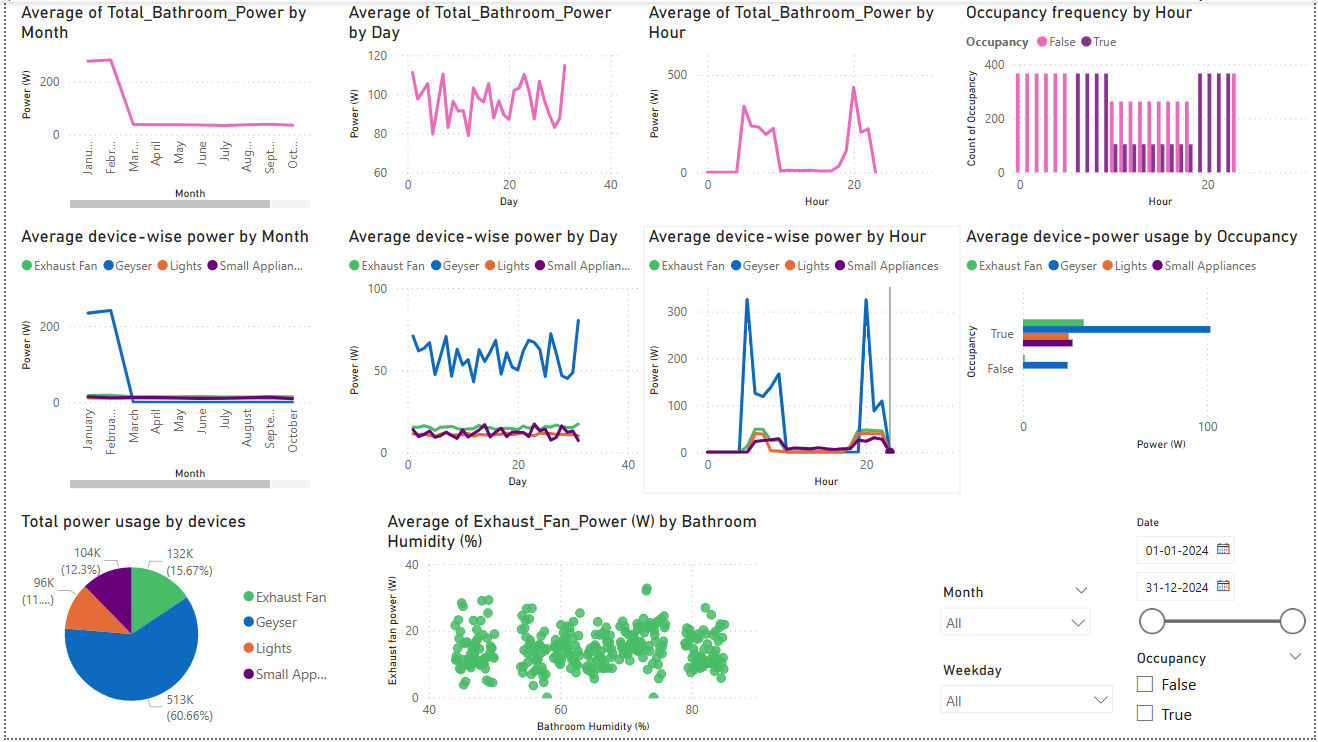 Average of Total_Bathroom_Power by
Month
Power (W)
200
0
Janu...
Febr...
Mar...
April
May
June
July
Aug...
Sept...
Oct...
Month
Average of Total_Bathroom_Power
by Day
Power (W)
120
100
80
60
0
20
40
Day
Average of Total_Bathroom_Power by
Hour
Power (W)
500
0
0
20
Hour
Occupancy frequency by Hour
Occupancy False True
Count of Occupancy
400
200
0
0
20
Hour
Average device-wise power by Month
Exhaust Fan Geyser Lights Small Applian...
Power (W)
200
0
January
Februa...
March
April
May
June
July
August
Septe...
October
Month
Average device-wise power by Day
Exhaust Fan Geyser Lights Small Applian...
Power (W)
100
50
0
0
20
40
Day
Average device-wise power by Hour
Exhaust Fan Geyser Lights Small Appliances
Power (W)
300
200
100
0
0
20
Hour
Average device-power usage by Occupancy
Exhaust Fan Geyser Lights Small Appliances
Occupancy
True
False
0
100
Power (W)
Total power usage by devices
104K
(12.3%)
132K
(15.67%)
96K
(11....)
513K
(60.66%)
Exhaust Fan
Geyser
Lights
Small App...
Average of Exhaust_Fan_Power (W) by Bathroom
Humidity (%)
Exhaust fan power (W)
40
20
0
40
60
80
Bathroom Humidity (%)
Month
All
Weekday
All
Date
01-01-2024
31-12-2024
Occupancy
False
True